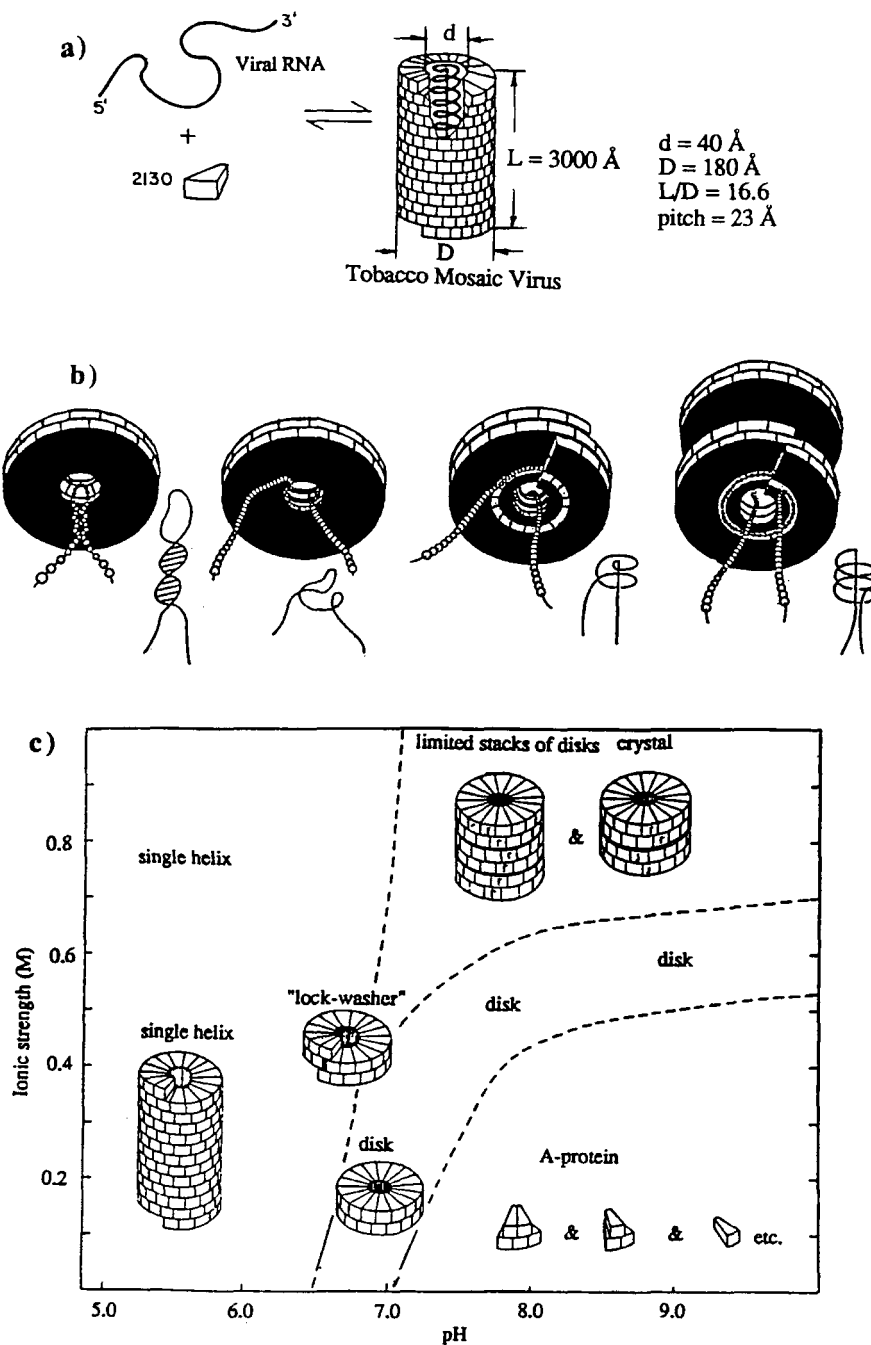 a)
3'
Viral RNA
5'
+
2130
d
L = 3000 Å
D
d = 40 Å
D = 180 Å
L/D = 16.6
pitch = 23 Å
Tobacco Mosaic Virus
b)
c)
limited stacks of disks crystal
&
single helix
disk
disk
"lock-washer"
single helix
disk
A-protein
& & etc.
Ionic strength (M)
0.8
0.6
0.4
0.2
5.0 6.0 7.0 8.0 9.0
pH